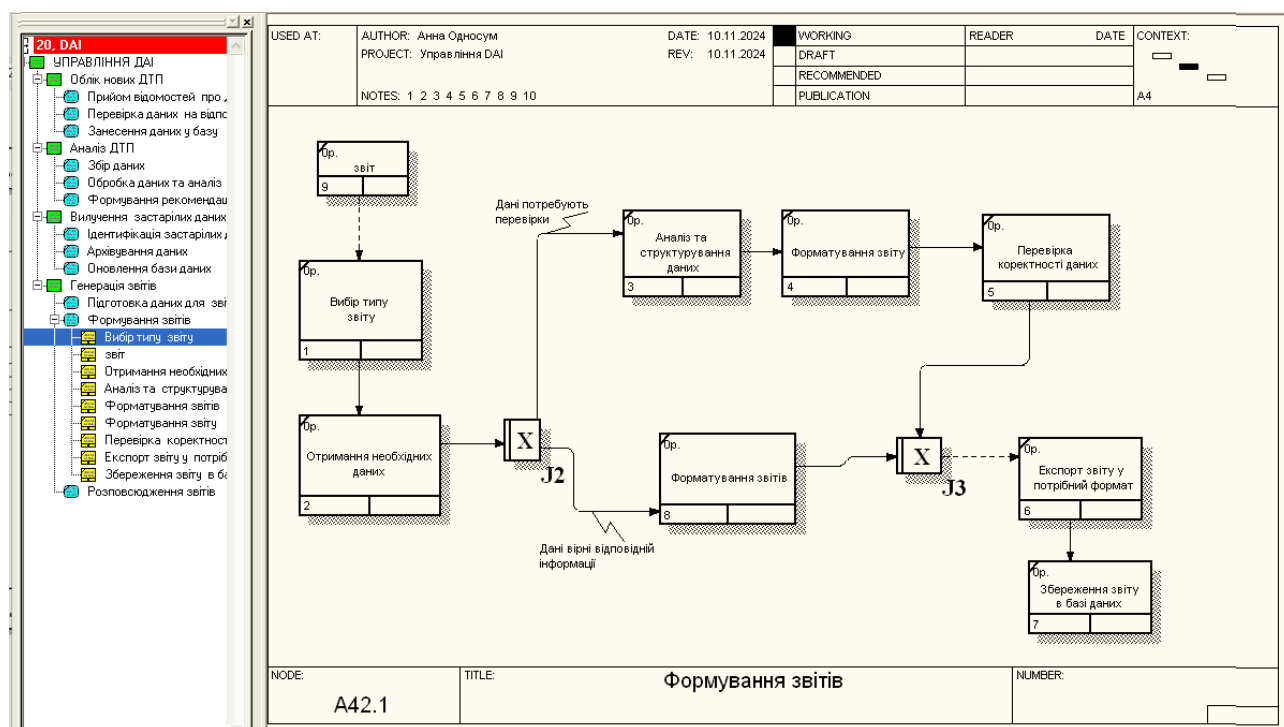 20, DAI
УПРАВЛІННЯ ДАІ
Облік нових ДТП
Прийом відомостей про
Перевірка даних на відпо
Занесення даних у базу
Аналіз ДТП
Збір даних
Обробка даних та аналіз
Формування рекомендац
Вилучення застарілих даних
Ідентифікація застарілих
Архівування даних
Оновлення бази даних
Генерація звітів
Підготовка даних для зві
Формування звітів
Вибір типу звіту
звіт
Отримання необхідних
Аналіз та структурува
Форматування звітів
Форматування звіту
Перевірка коректност
Експорт звіту у потріб
Збереження звіту в ба
Розповсюдження звітів
USED AT:
AUTHOR: Анна Односум
DATE: 10.11.2024
PROJECT: Управління DAI
REV: 10.11.2024
NOTES: 1 2 3 4 5 6 7 8 9 10
WORKING
DRAFT
RECOMMENDED
PUBLICATION
READER DATE
CONTEXT:
A4
0р.
звіт
9
0р.
Вибір типу
звіту
1
0р.
Отримання необхідних
даних
2
X
J2
Дані потребують
перевірки
0р.
Аналіз та
структурування
даних
3
0р.
Форматування звіту
4
0р.
Перевірка
коректності даних
5
Дані вірні відповідній
інформації
0р.
Форматування звітів
8
X
J3
0р.
Експорт звіту у
потрібний формат
6
0р.
Збереження звіту
в базі даних
7
NODE:
A42.1
TITLE:
Формування звітів
NUMBER: